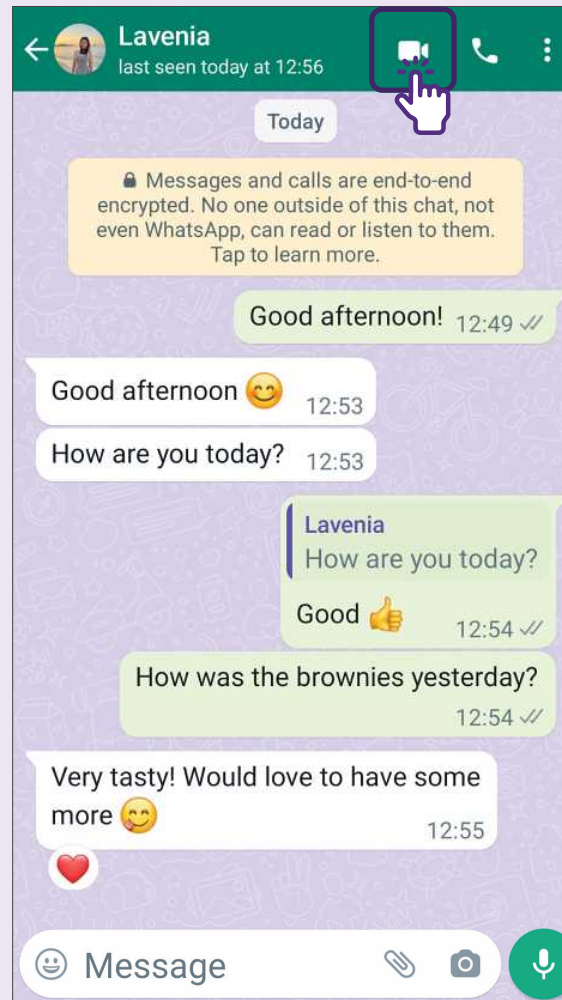 Lavenia
last seen today at 12:56
Today
Messages and calls are end-to-end
encrypted. No one outside of this chat, not
even WhatsApp, can read or listen to them.
Tap to learn more.
Good afternoon! 12:49
Good afternoon 😊 12:53
How are you today? 12:53
Lavenia
How are you today?
Good 👍 12:54
How was the brownies yesterday?
12:54
Very tasty! Would love to have some
more 😋 12:55
Message